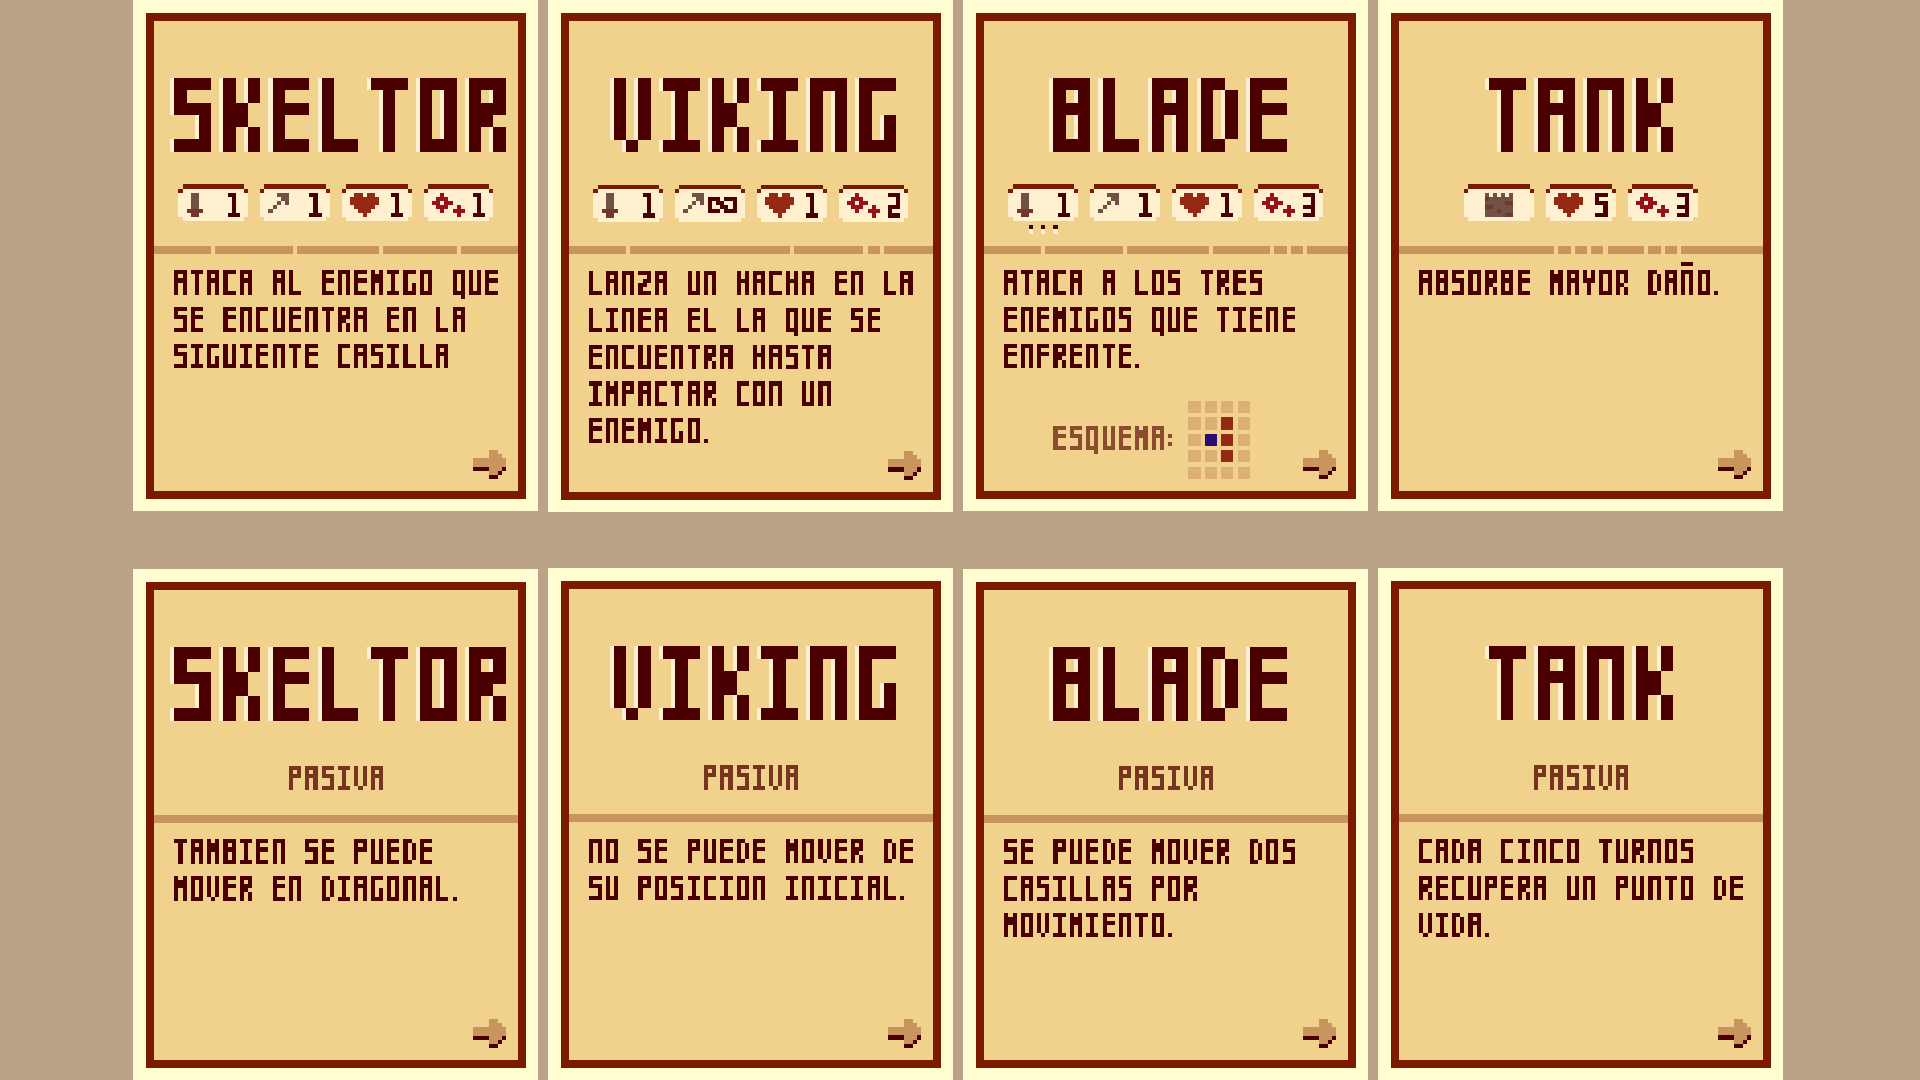 SKELTOR
1 1 1 1
ATACA AL ENEMIGO QUE
SE ENCUENTRA EN LA
SIGUIENTE CASILLA
VIKING
1 ∞ 1 2
LANZA UN HACHA EN LA
LINEA EL LA QUE SE
ENCUENTRA HASTA
IMPACTAR CON UN
ENEMIGO.
BLADE
1 1 1 3
ATACA A LOS TRES
ENEMIGOS QUE TIENE
ENFRENTE.
ESQUEMA:
TANK
5 3
ABSORBE MAYOR DAÑO.
SKELTOR
PASIVA
TAMBIEN SE PUEDE
MOVER EN DIAGONAL.
VIKING
PASIVA
NO SE PUEDE MOVER DE
SU POSICION INICIAL.
BLADE
PASIVA
SE PUEDE MOVER DOS
CASILLAS POR
MOVIMIENTO.
TANK
PASIVA
CADA CINCO TURNOS
RECUPERA UN PUNTO DE
VIDA.